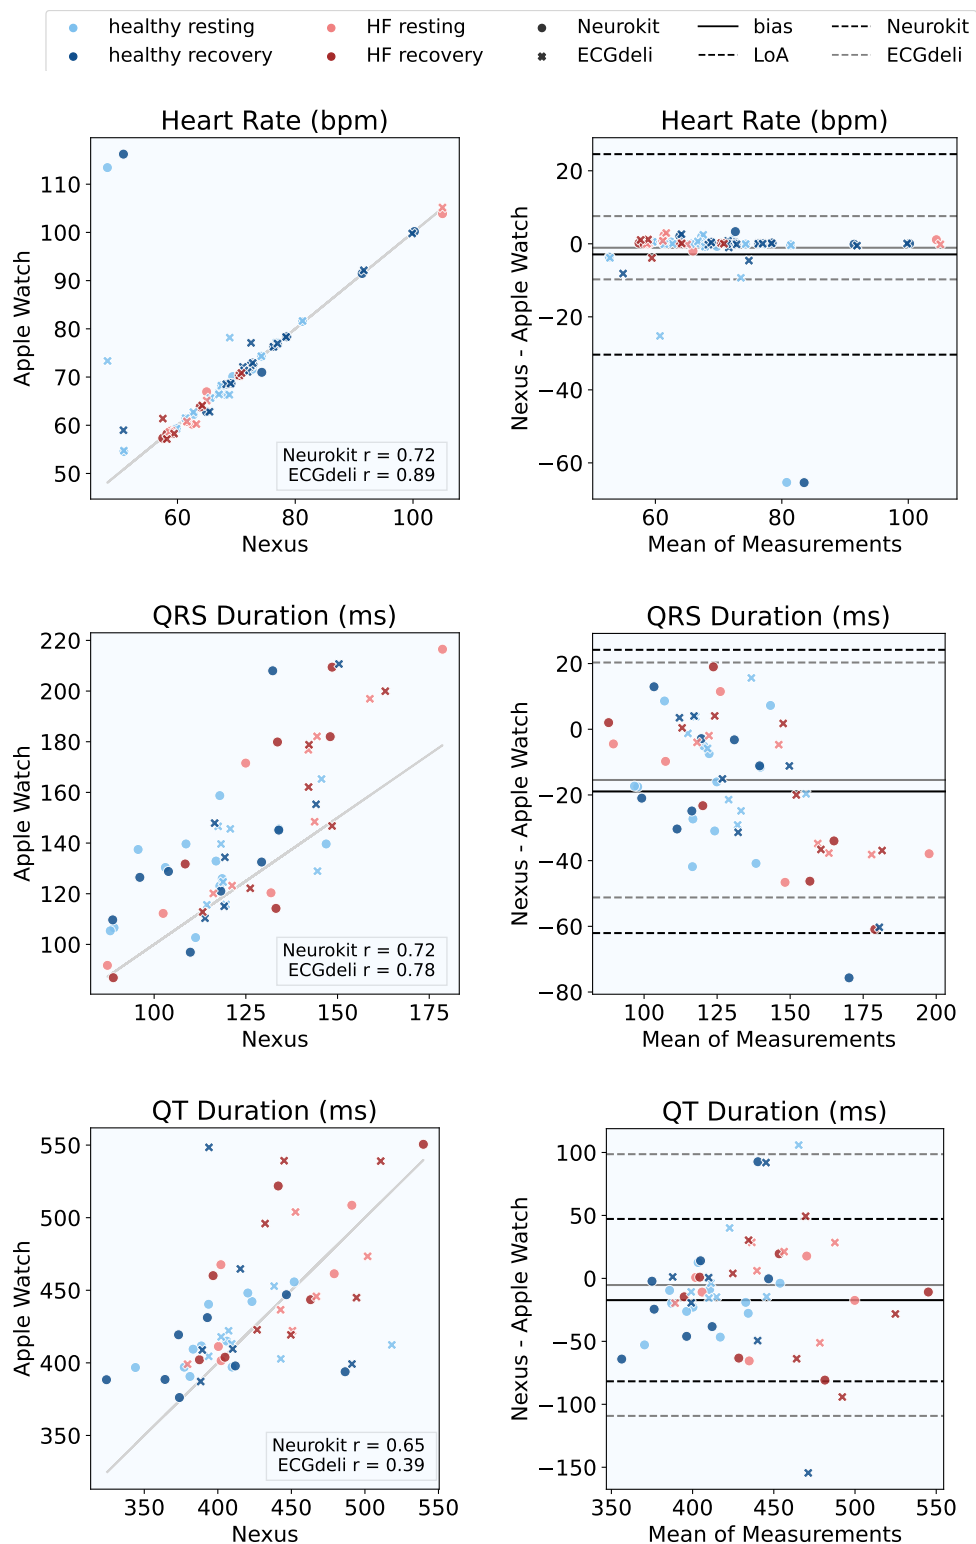 healthy resting HF resting Neurokit bias Neurokit
healthy recovery HF recovery ECGdeli LoA ECGdeli
Heart Rate (bpm)
Apple Watch
110
100
90
80
70
60
50
Neurokit r = 0.72
ECGdeli r = 0.89
60 80 100
Nexus
Heart Rate (bpm)
Nexus - Apple Watch
20
0
−20
−40
−60
60 80 100
Mean of Measurements
QRS Duration (ms)
Apple Watch
220
200
180
160
140
120
100
Neurokit r = 0.72
ECGdeli r = 0.78
100 125 150 175
Nexus
QRS Duration (ms)
Nexus - Apple Watch
20
0
−20
−40
−60
−80
100 125 150 175 200
Mean of Measurements
QT Duration (ms)
Apple Watch
550
500
450
400
350
Neurokit r = 0.65
ECGdeli r = 0.39
350 400 450 500 550
Nexus
QT Duration (ms)
Nexus - Apple Watch
100
50
0
−50
−100
−150
350 400 450 500 550
Mean of Measurements